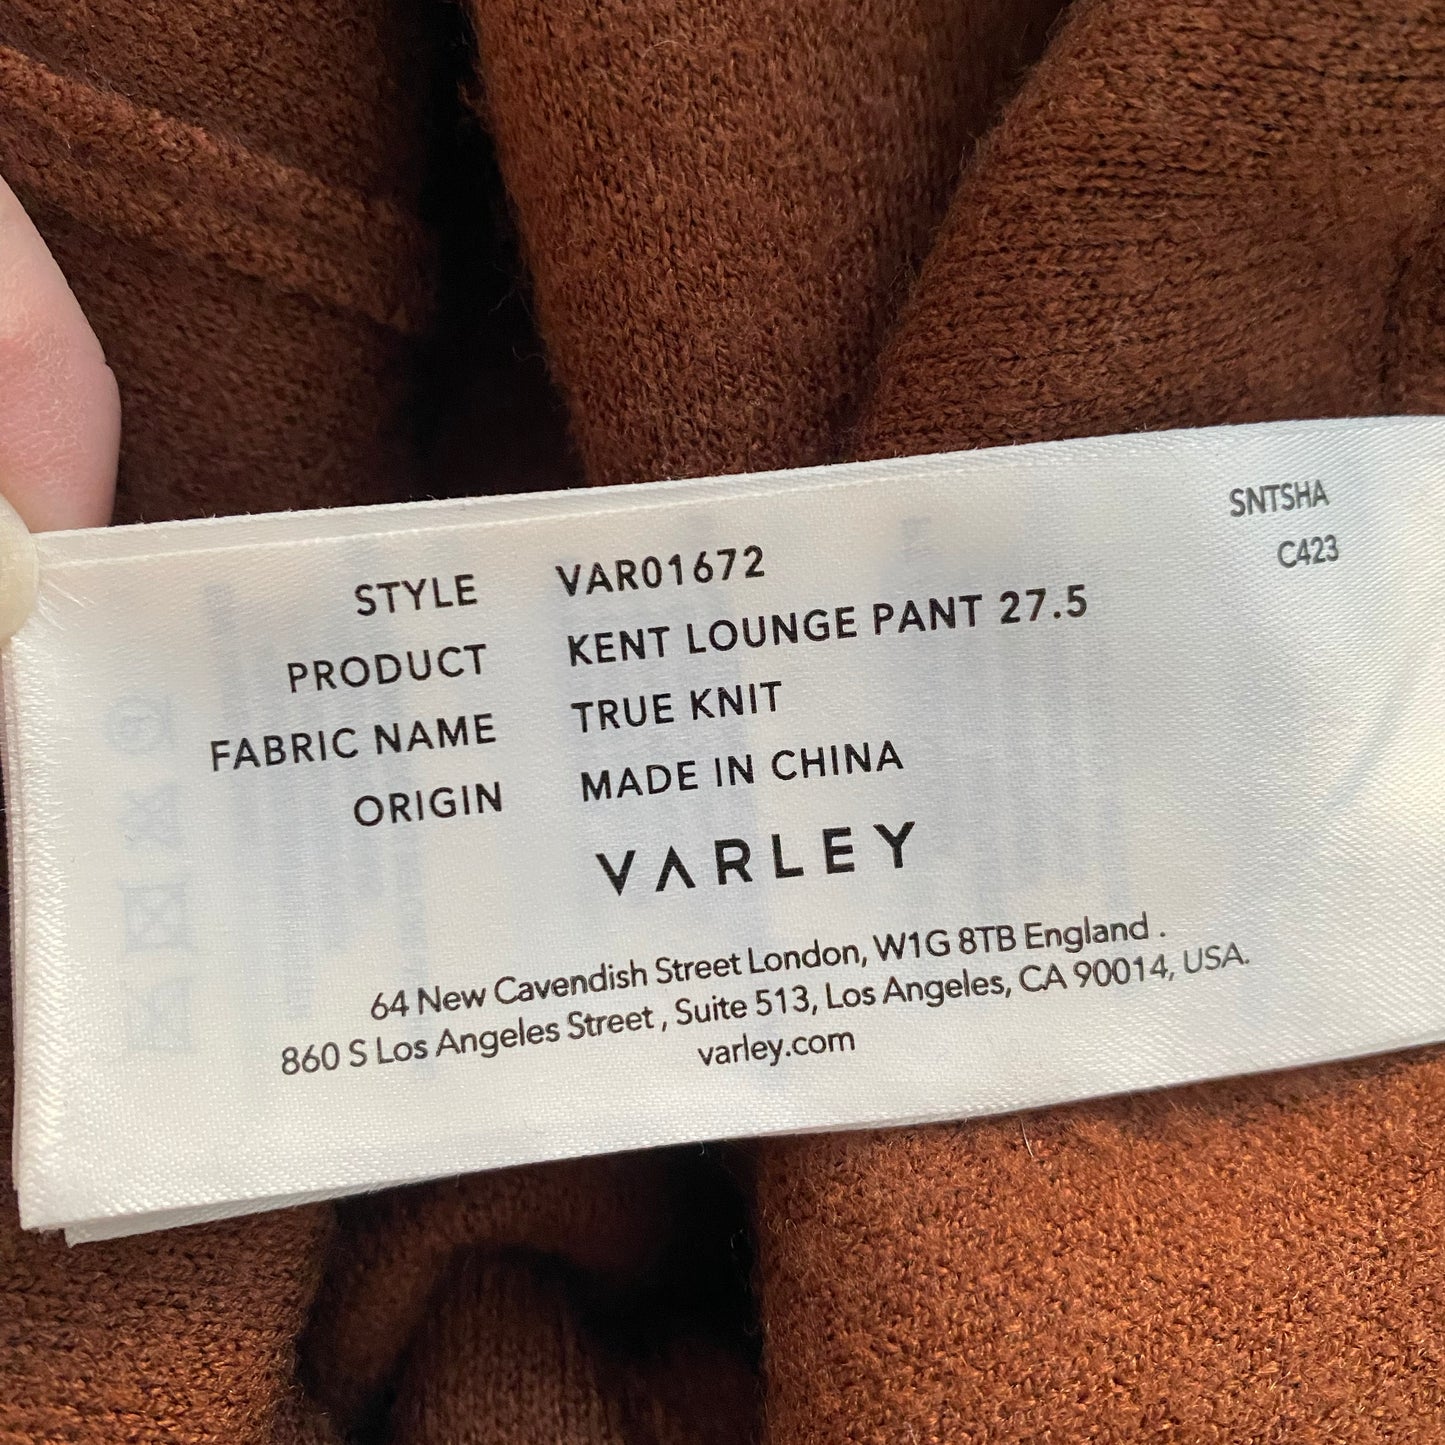 SNTSHA
C423
STYLE VAR01672
PRODUCT KENT LOUNGE PANT 27.5
FABRIC NAME TRUE KNIT
ORIGIN MADE IN CHINA
VARLEY
64 New Cavendish Street London, W1G 8TB England .
860 S Los Angeles Street , Suite 513, Los Angeles, CA 90014, USA.
varley.com